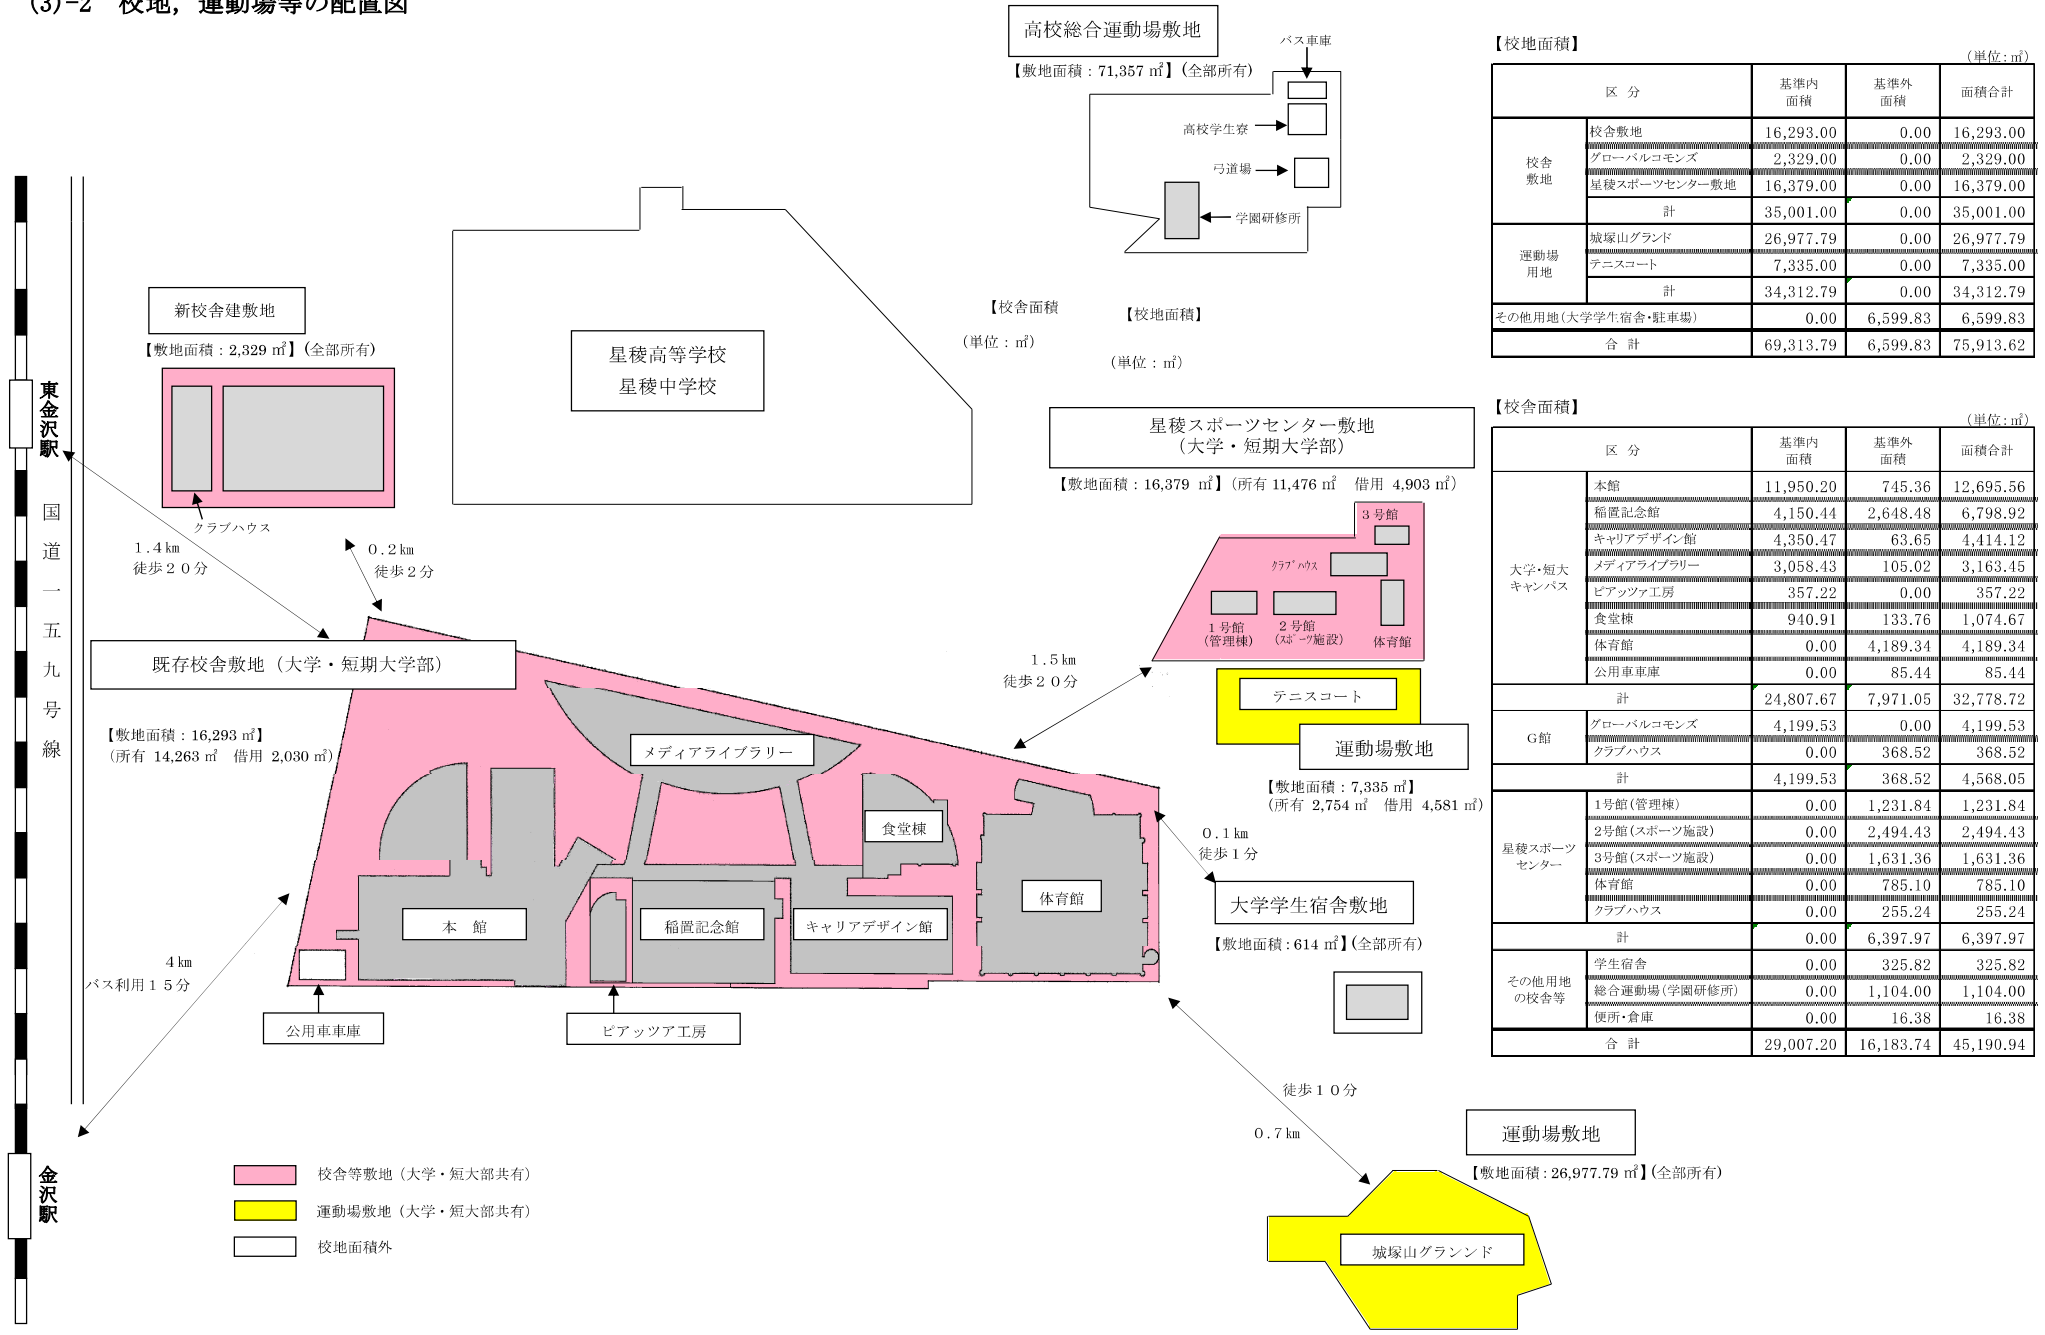 (3)-2 校地，運動場等の配置図
高校総合運動場敷地
【敷地面積：71,357 ㎡】(全部所有)
バス車庫
高校学生寮
弓道場
学園研修所
新校舎建敷地
【敷地面積：2,329 ㎡】(全部所有)
クラブハウス
星稜高等学校
星稜中学校
【校舎面積
（単位：㎡）
【校地面積】
（単位：㎡）
東金沢駅
国道一五九号線
金沢駅
1.4㎞
徒歩２０分
0.2㎞
徒歩２分
星稜スポーツセンター敷地
（大学・短期大学部）
【敷地面積：16,379 ㎡】（所有 11,476 ㎡　借用 4,903 ㎡）
３号館
クラブハウス
１号館
（管理棟）
２号館
（スポーツ施設）
体育館
1.5㎞
徒歩２０分
テニスコート
運動場敷地
【敷地面積：7,335 ㎡】
（所有 2,754 ㎡　借用 4,581 ㎡）
既存校舎敷地（大学・短期大学部）
【敷地面積：16,293 ㎡】
（所有 14,263 ㎡　借用 2,030 ㎡）
メディアライブラリー
食堂棟
体育館
本　館
稲置記念館
キャリアデザイン館
公用車車庫
ピアッツア工房
4㎞
バス利用１５分
0.1㎞
徒歩１分
大学学生宿舎敷地
【敷地面積：614 ㎡】(全部所有)
徒歩１０分
0.7㎞
運動場敷地
【敷地面積：26,977.79 ㎡】(全部所有)
城塚山グランンド
校舎等敷地（大学・短大部共有）
運動場敷地（大学・短大部共有）
校地面積外
【校地面積】
（単位：㎡）
区 分 基準内面積 基準外面積 面積合計
校舎敷地
校舎敷地 16,293.00 0.00 16,293.00
グローバルコモンズ 2,329.00 0.00 2,329.00
星稜スポーツセンター敷地 16,379.00 0.00 16,379.00
計 35,001.00 0.00 35,001.00
運動場用地
城塚山グランド 26,977.79 0.00 26,977.79
テニスコート 7,335.00 0.00 7,335.00
計 34,312.79 0.00 34,312.79
その他用地(大学学生宿舎・駐車場) 0.00 6,599.83 6,599.83
合 計 69,313.79 6,599.83 75,913.62
【校舎面積】
（単位：㎡）
区 分 基準内面積 基準外面積 面積合計
大学・短大キャンパス
本館 11,950.20 745.36 12,695.56
稲置記念館 4,150.44 2,648.48 6,798.92
キャリアデザイン館 4,350.47 63.65 4,414.12
メディアライブラリー 3,058.43 105.02 3,163.45
ピアッツァ工房 357.22 0.00 357.22
食堂棟 940.91 133.76 1,074.67
体育館 0.00 4,189.34 4,189.34
公用車車庫 0.00 85.44 85.44
計 24,807.67 7,971.05 32,778.72
G館
グローバルコモンズ 4,199.53 0.00 4,199.53
クラブハウス 0.00 368.52 368.52
計 4,199.53 368.52 4,568.05
星稜スポーツセンター
1号館(管理棟) 0.00 1,231.84 1,231.84
2号館(スポーツ施設) 0.00 2,494.43 2,494.43
3号館(スポーツ施設) 0.00 1,631.36 1,631.36
体育館 0.00 785.10 785.10
クラブハウス 0.00 255.24 255.24
計 0.00 6,397.97 6,397.97
その他用地の校舎等
学生宿舎 0.00 325.82 325.82
総合運動場(学園研修所) 0.00 1,104.00 1,104.00
便所・倉庫 0.00 16.38 16.38
合 計 29,007.20 16,183.74 45,190.94